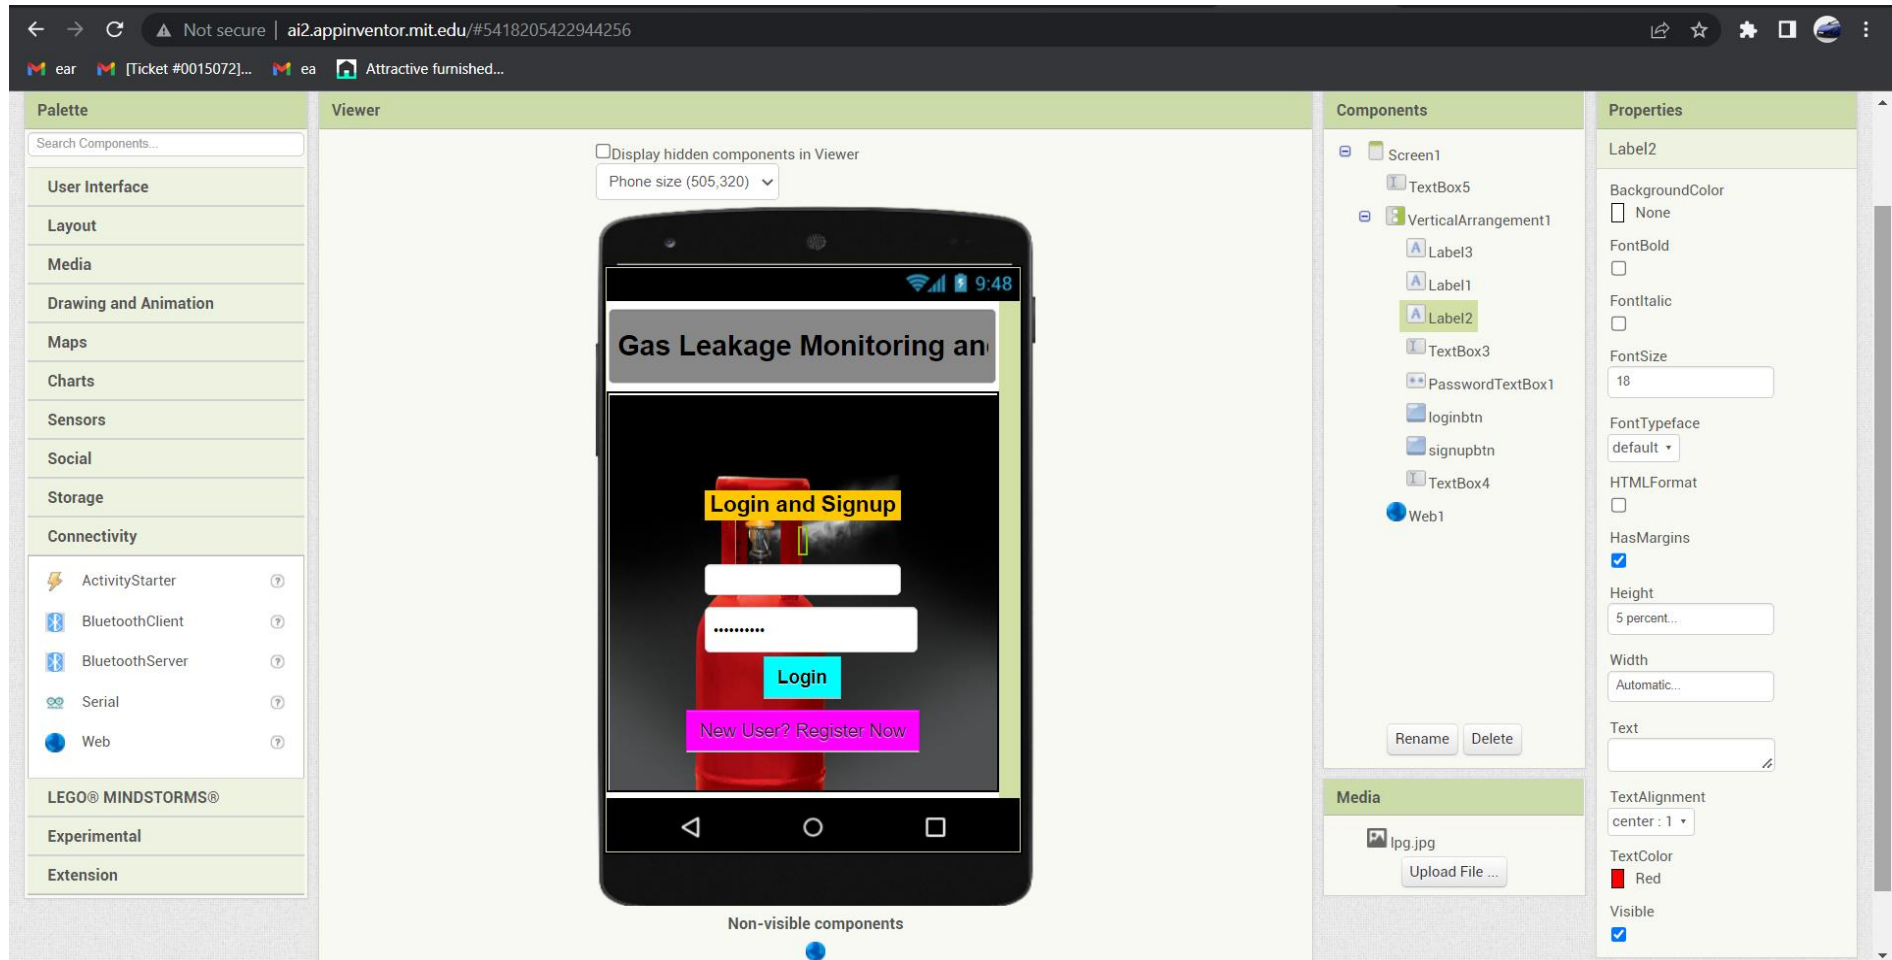 Not secure | ai2.appinventor.mit.edu/#5418205422944256
ear [Ticket #0015072]... ea Attractive furnished...
Palette
Search Components...
User Interface
Layout
Media
Drawing and Animation
Maps
Charts
Sensors
Social
Storage
Connectivity
ActivityStarter ?
BluetoothClient ?
BluetoothServer ?
Serial ?
Web ?
LEGO® MINDSTORMS®
Experimental
Extension
Viewer
Display hidden components in Viewer
Phone size (505,320)
9:48
Gas Leakage Monitoring an
Login and Signup
Login
New User? Register Now
Non-visible components
Components
Screen1
TextBox5
VerticalArrangement1
A Label3
A Label1
A Label2
TextBox3
PasswordTextBox1
loginbtn
signupbtn
TextBox4
Web1
Rename Delete
Media
lpg.jpg
Upload File ...
Properties
Label2
BackgroundColor
None
FontBold
FontItalic
FontSize
18
FontTypeface
default
HTMLFormat
HasMargins
Height
5 percent...
Width
Automatic...
Text
TextAlignment
center : 1
TextColor
Red
Visible